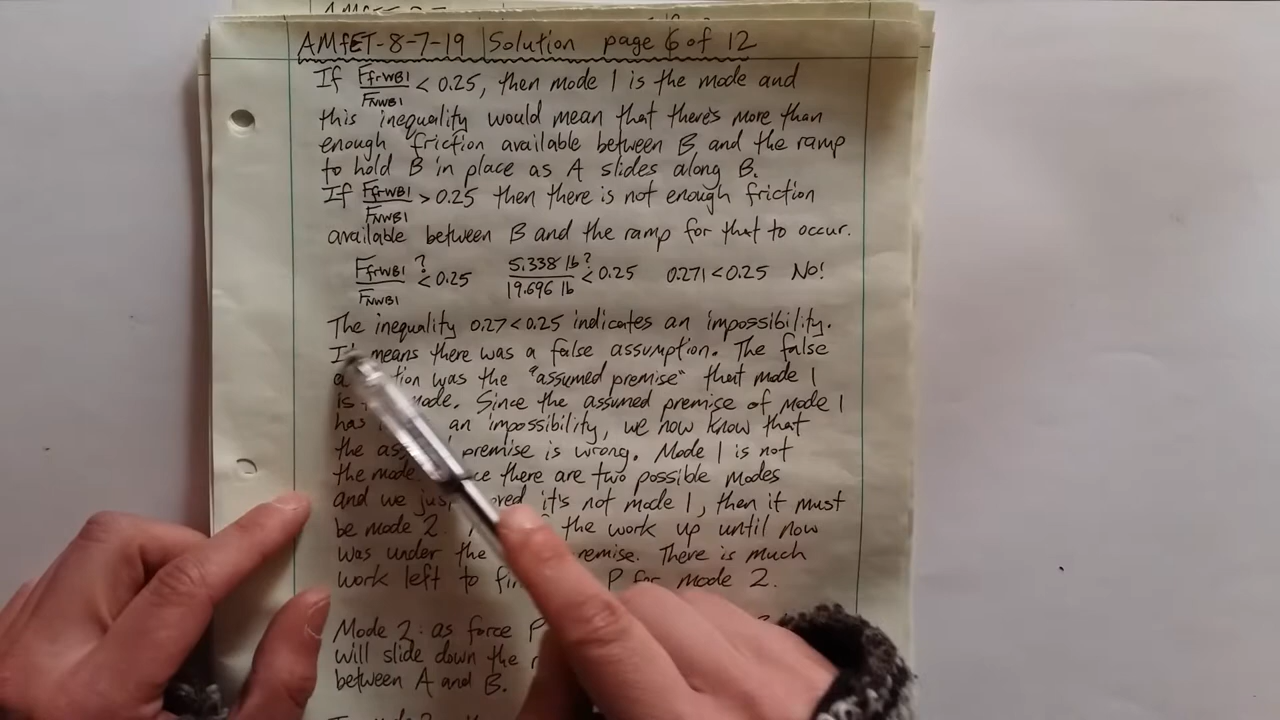 AMfET-8-7-19 Solution page 6 of 12
If FfrWB1/FNWB1 < 0.25, then mode 1 is the mode and
this inequality would mean that there's more than
enough friction available between B and the ramp
to hold B in place as A slides along B.
If FfrWB1/FNWB1 > 0.25 then there is not enough friction
available between B and the ramp for that to occur.
FfrWB1/FNWB1 ?< 0.25 5.338 lb/19.696 lb ?< 0.25 0.271 < 0.25 No!
The inequality 0.27 < 0.25 indicates an impossibility.
means there was a false assumption. The false
was the "assumed premise" that mode 1
is mode. Since the assumed premise of mode 1
has an impossibility, we now know that
the premise is wrong. Mode 1 is not
the mode. there are two possible modes
and we just it's not mode 1, then it must
be mode 2. the work up until now
was under the There is much
work left to P for mode 2.
Mode 2: as force P
will slide down the
between A and B.